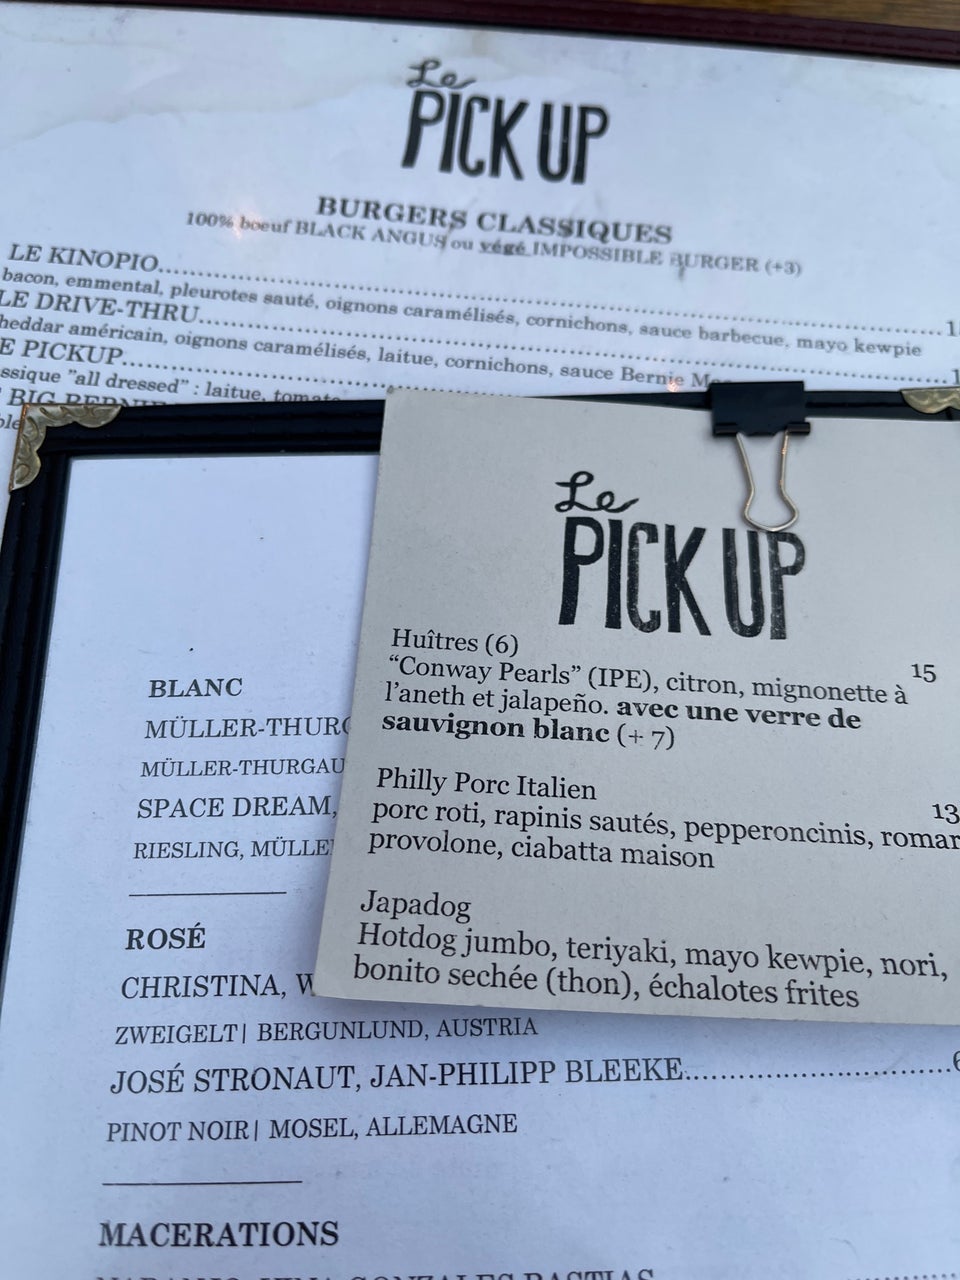 Le
PICK UP
BURGERS CLASSIQUES
100% boeuf BLACK ANGUS ou végé IMPOSSIBLE BURGER (+3)
LE KINOPIO
bacon, emmental, pleurotes sauté, oignons caramélisés, cornichons, sauce barbecue, mayo kewpie
LE DRIVE-THRU
américain, oignons caramélisés, laitue, cornichons, sauce Bernie
PICKUP
"all dressed" : laitue,
BIG
Le
PICK UP
Huîtres (6)
15
“Conway Pearls” (IPE), citron, mignonette à
l’aneth et jalapeño. avec une verre de
sauvignon blanc (+ 7)
Philly Porc Italien
13
porc roti, rapinis sautés, pepperoncinis,
provolone, ciabatta maison
Japadog
Hotdog jumbo, teriyaki, mayo kewpie, nori,
bonito sechée (thon), échalotes frites
BLANC
MÜLLER-THUR
MÜLLER-THURGAU
SPACE DREAM,
RIESLING,
ROSÉ
CHRISTINA,
ZWEIGELT| BERGUNLUND, AUSTRIA
JOSÉ STRONAUT, JAN-PHILIPP BLEEKE
PINOT NOIR| MOSEL, ALLEMAGNE
MACERATIONS